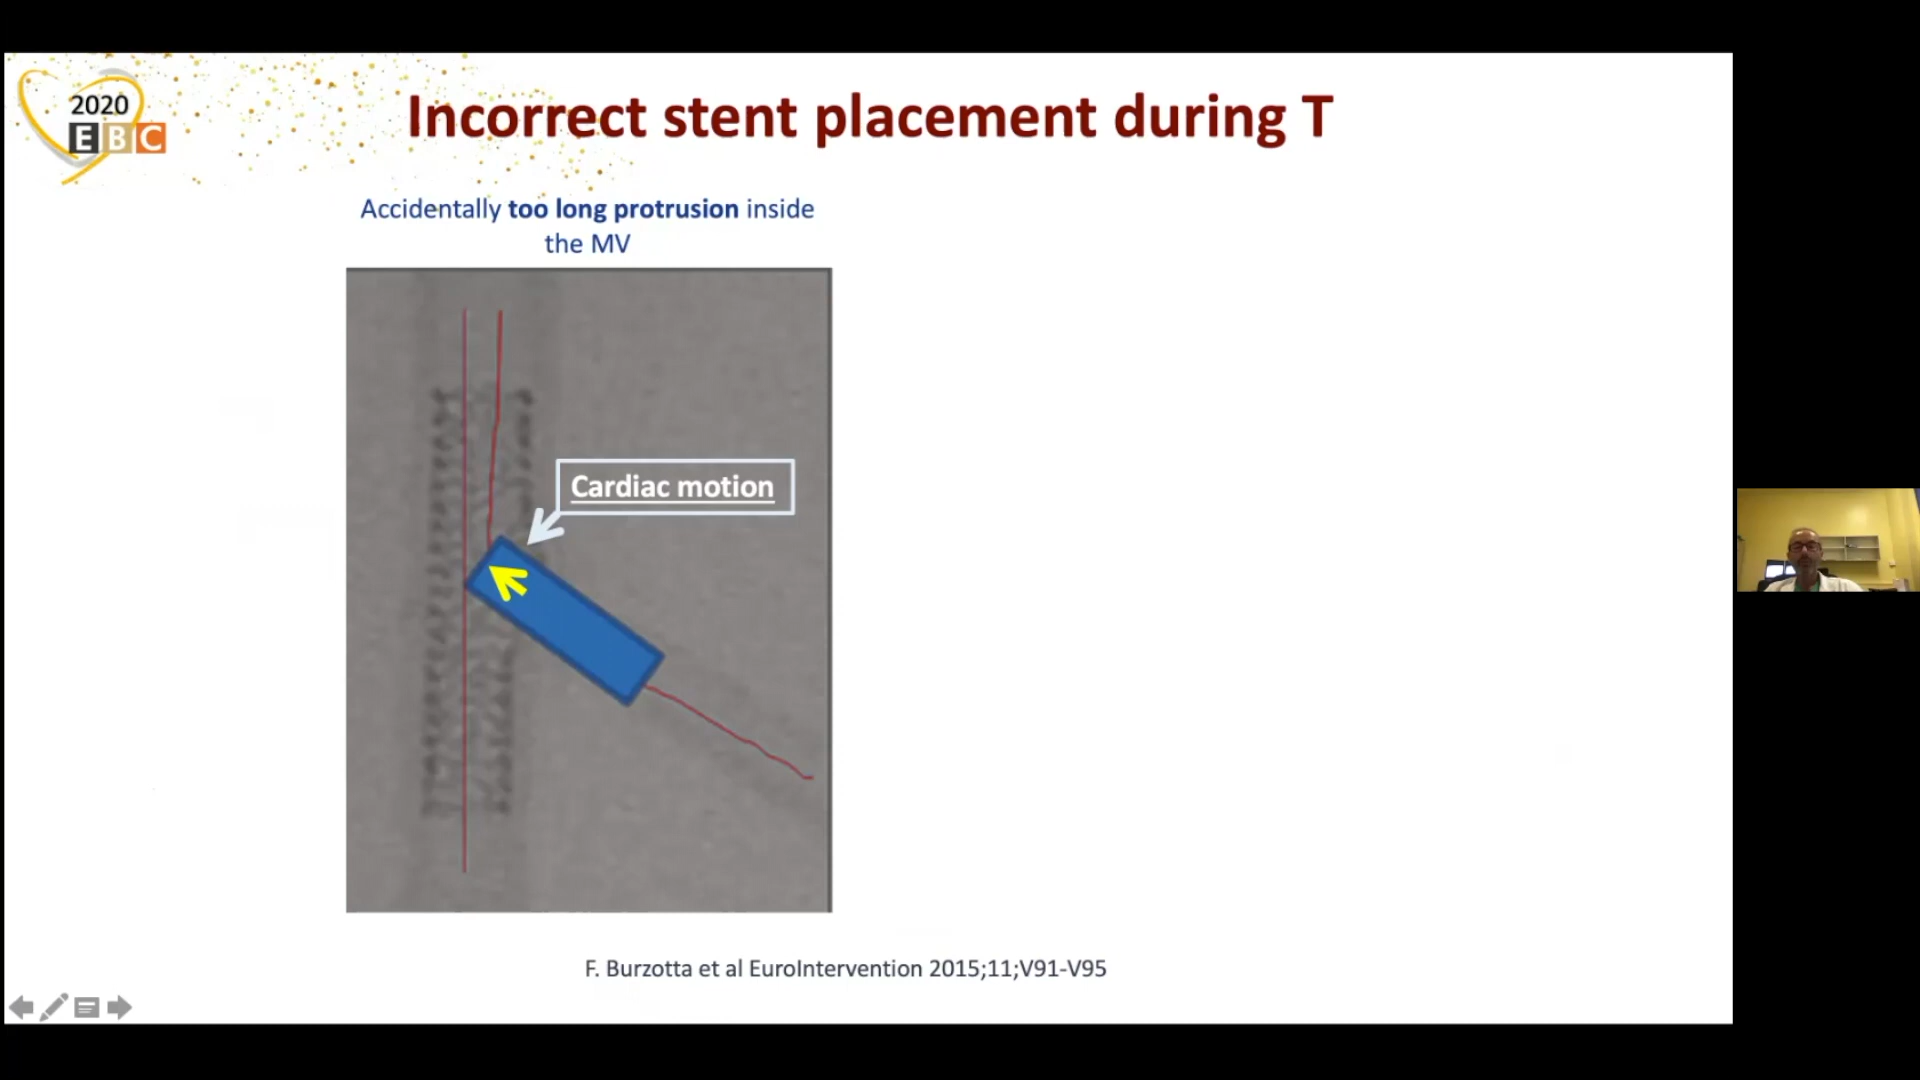 2020
EBC
Incorrect stent placement during T
Accidentally too long protrusion inside
the MV
Cardiac motion
F. Burzotta et al EuroIntervention 2015;11;V91-V95